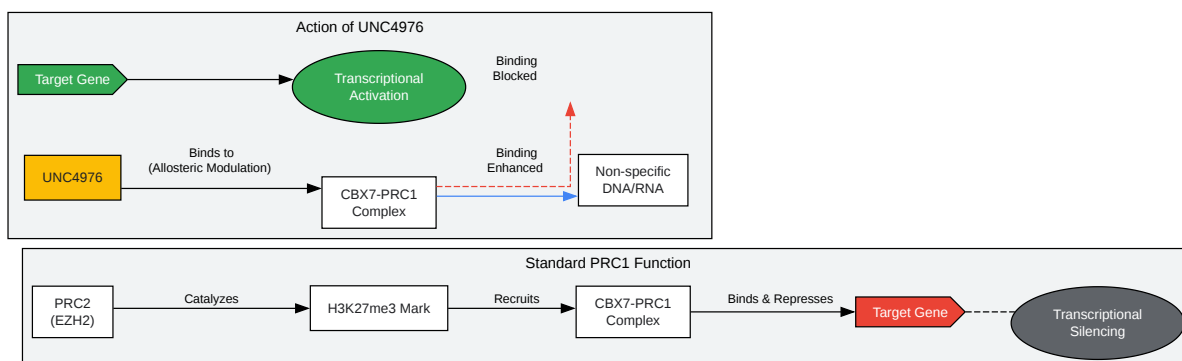 Action of UNC4976
Target Gene
Transcriptional
Activation
Binding
Blocked
UNC4976
Binds to
(Allosteric Modulation)
CBX7-PRC1
Complex
Binding
Enhanced
Non-specific
DNA/RNA
Standard PRC1 Function
PRC2
(EZH2)
Catalyzes
H3K27me3 Mark
Recruits
CBX7-PRC1
Complex
Binds & Represses
Target Gene
Transcriptional
Silencing